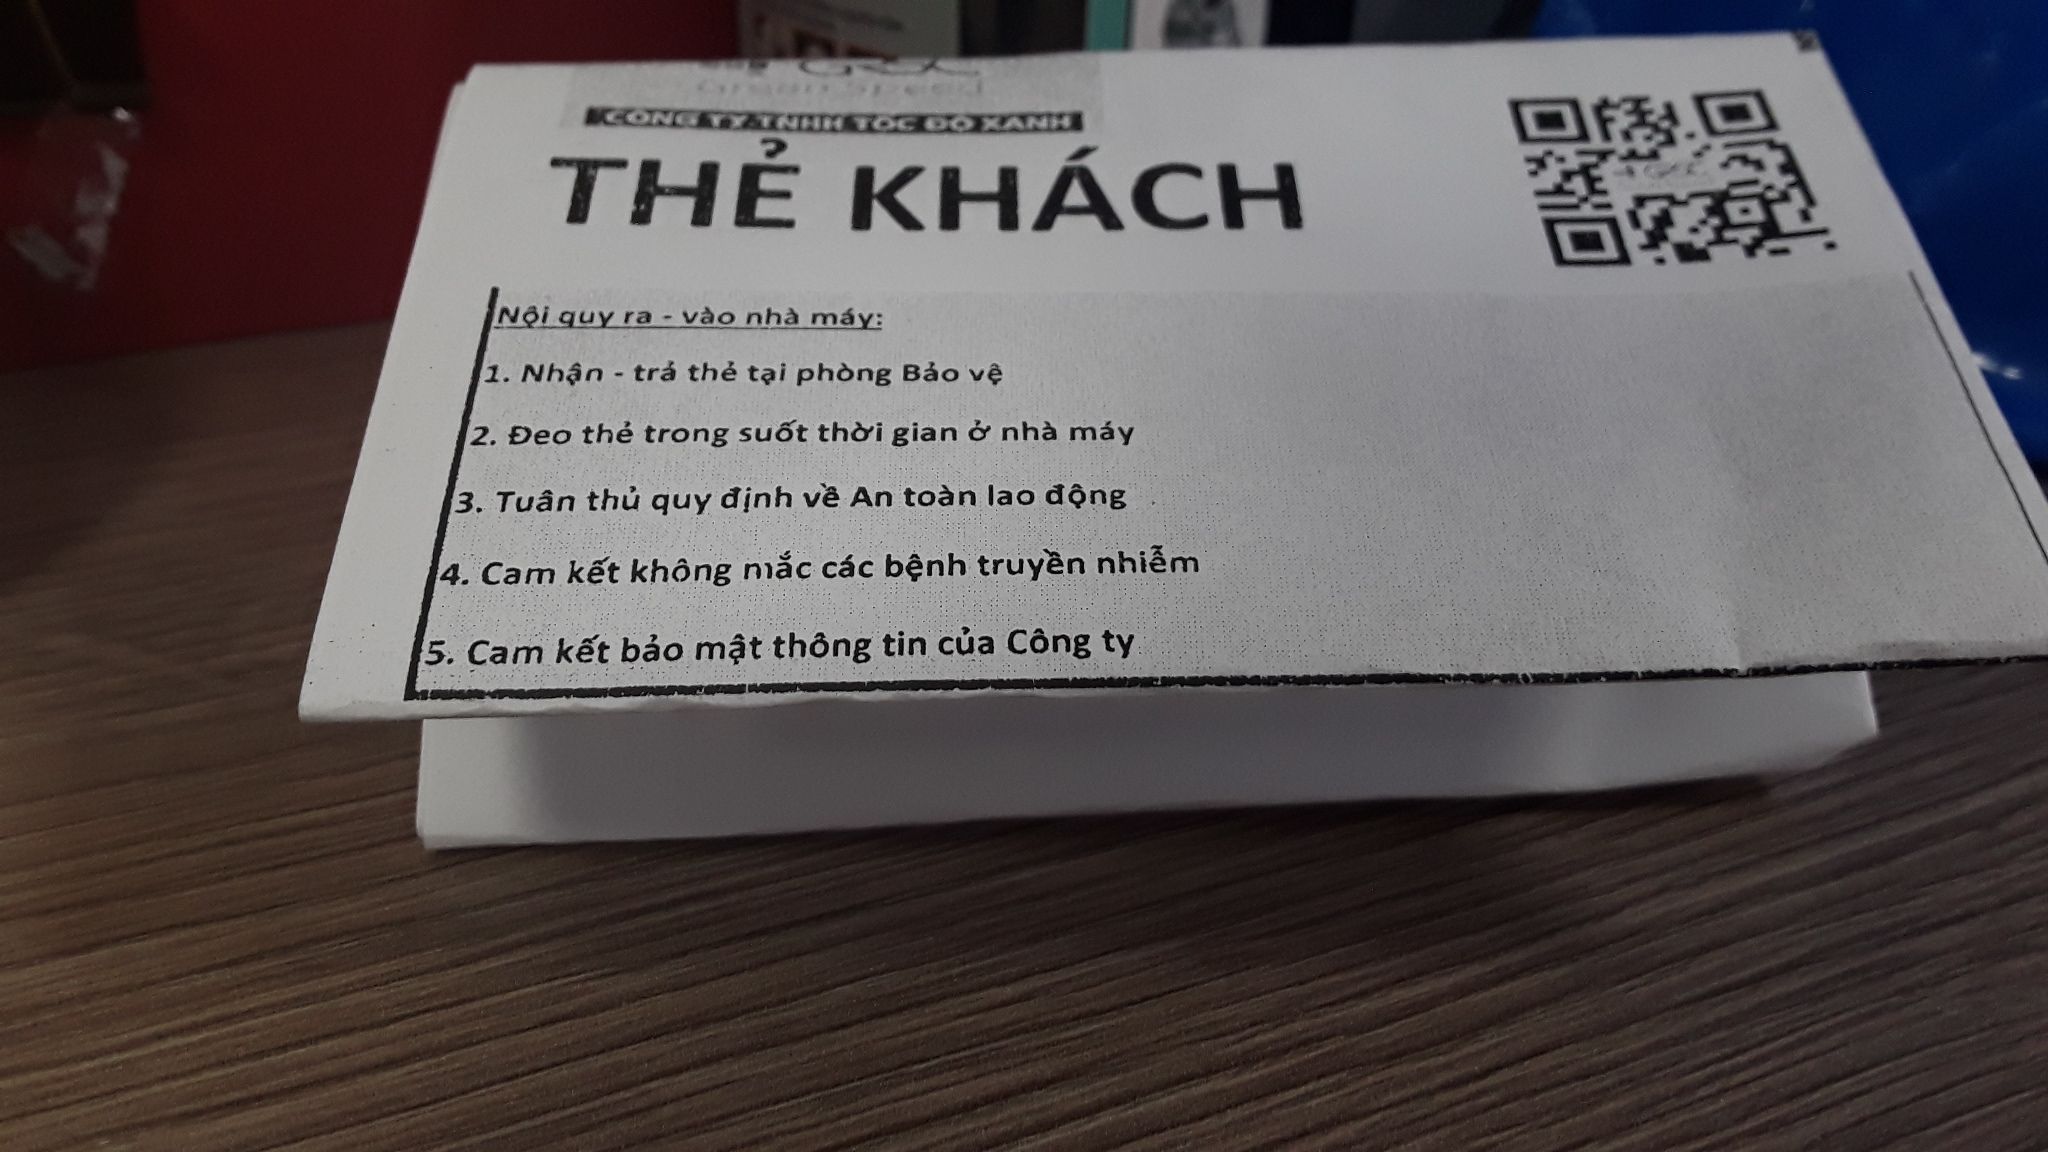 Green Speed
CÔNG TY TNHH TỐC ĐỘ XANH
THẺ KHÁCH
Nội quy ra - vào nhà máy:
1. Nhận - trả thẻ tại phòng Bảo vệ
2. Đeo thẻ trong suốt thời gian ở nhà máy
3. Tuân thủ quy định về An toàn lao động
4. Cam kết không mắc các bệnh truyền nhiễm
5. Cam kết bảo mật thông tin của Công ty